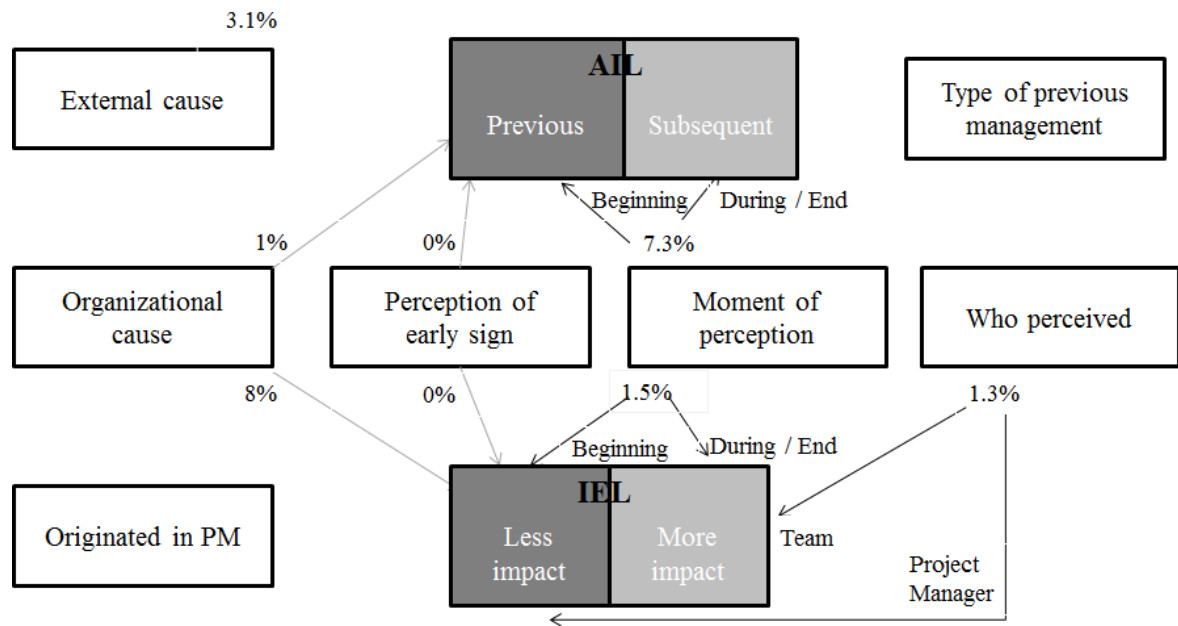 3.1%
External cause
AIL
Previous
Subsequent
Type of previous
management
Beginning
During / End
1%
0%
7.3%
Organizational
cause
Perception of
early sign
Moment of
perception
Who perceived
8%
0%
1.5%
1.3%
Beginning
During / End
IEL
Originated in PM
Less
impact
More
impact
Team
Project
Manager